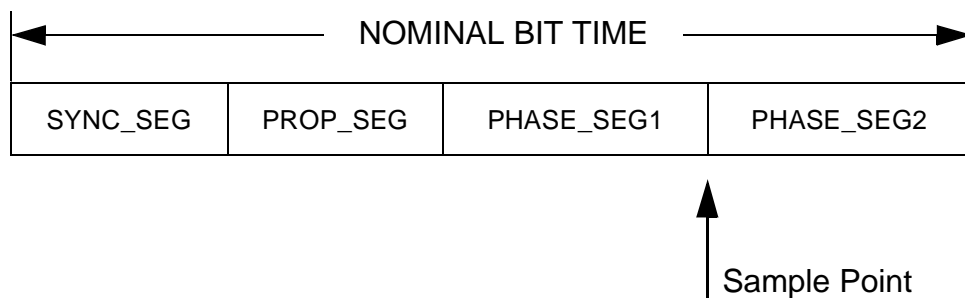 NOMINAL BIT TIME
SYNC_SEG PROP_SEG PHASE_SEG1 PHASE_SEG2
Sample Point